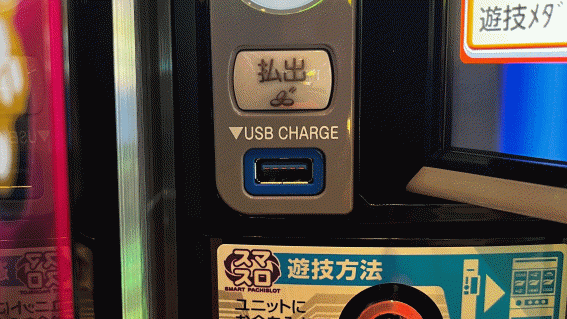 遊技メダ
払出
▼USB CHARGE
スマ
スロ
SMART PACHISLOT
遊技方法
ユニットに